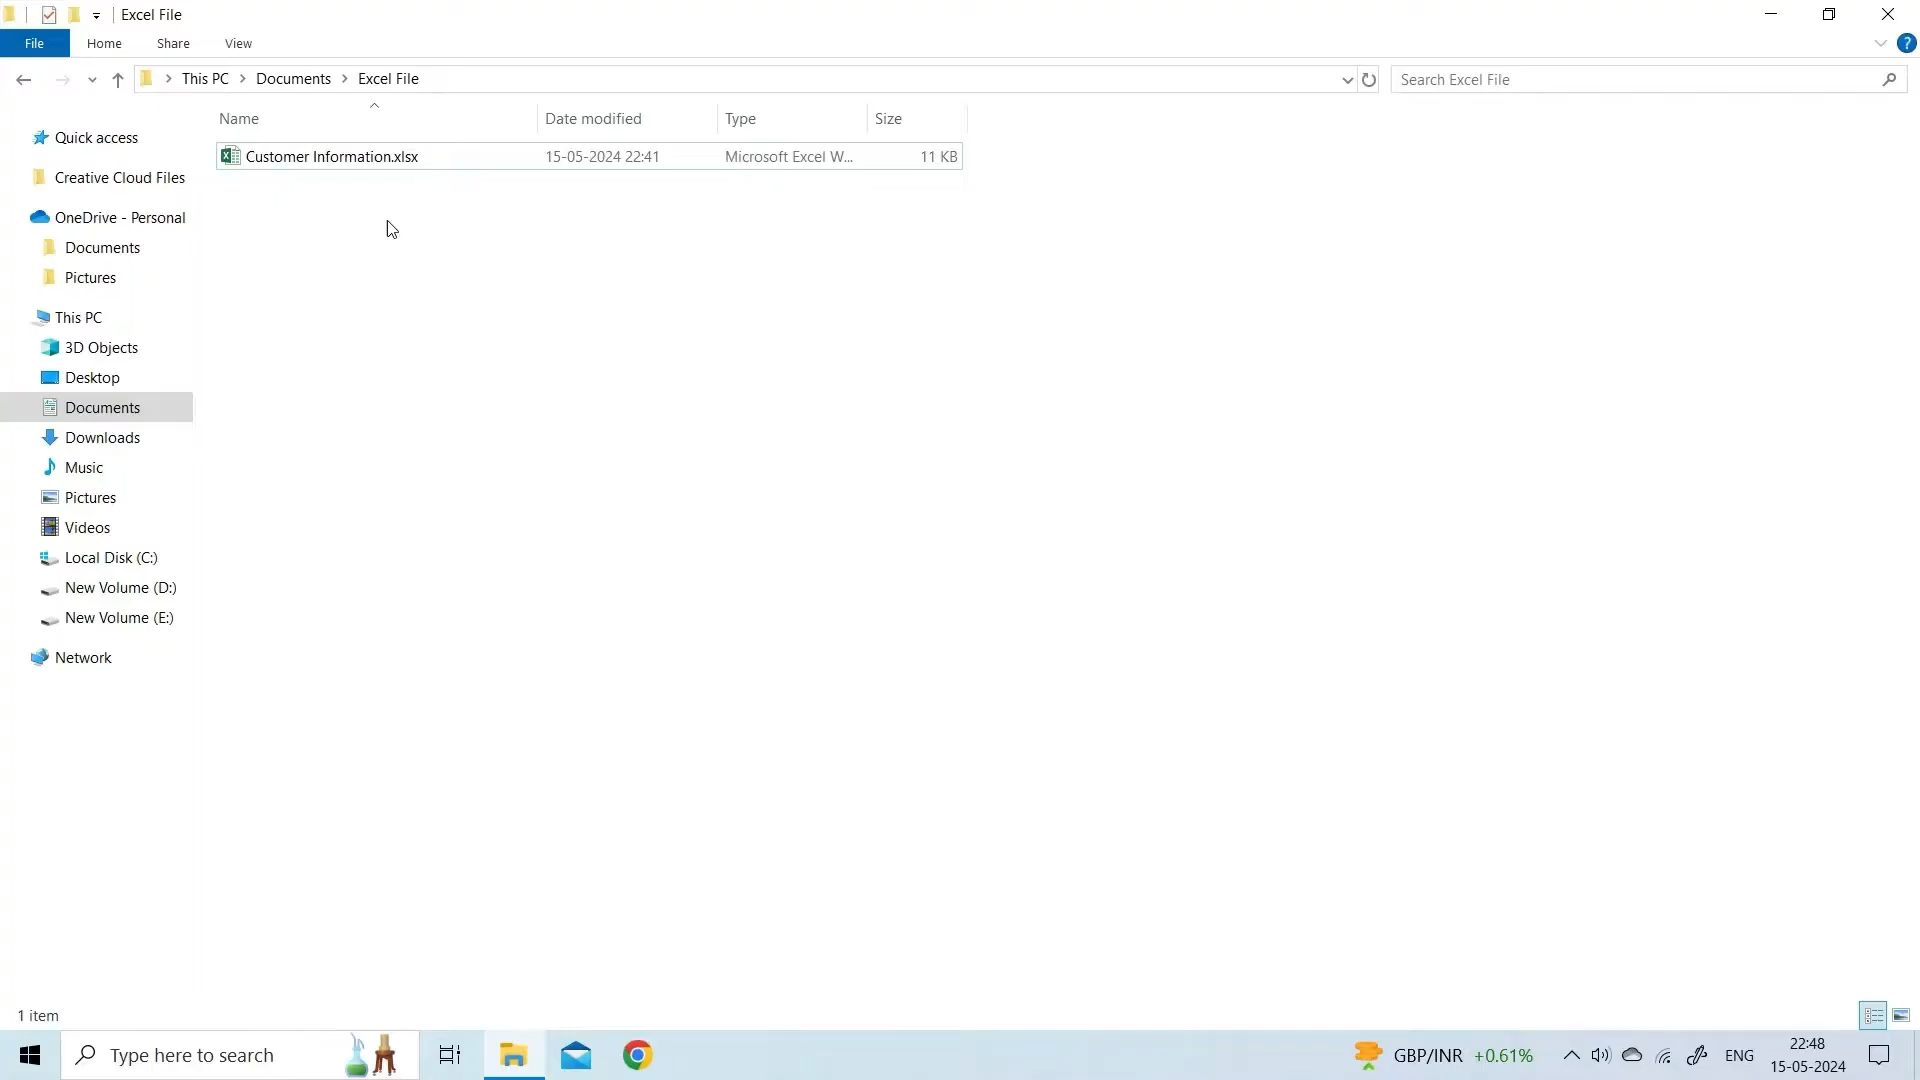 Excel File
File Home Share View
This PC Documents Excel File
Search Excel File
Name Date modified Type Size
Customer Information.xlsx 15-05-2024 22:41 Microsoft Excel W... 11 KB
Quick access
Creative Cloud Files
OneDrive - Personal
Documents
Pictures
This PC
3D Objects
Desktop
Documents
Downloads
Music
Pictures
Videos
Local Disk (C:)
New Volume (D:)
New Volume (E:)
Network
1 item
Type here to search
GBP/INR +0.61%
ENG
22:48
15-05-2024